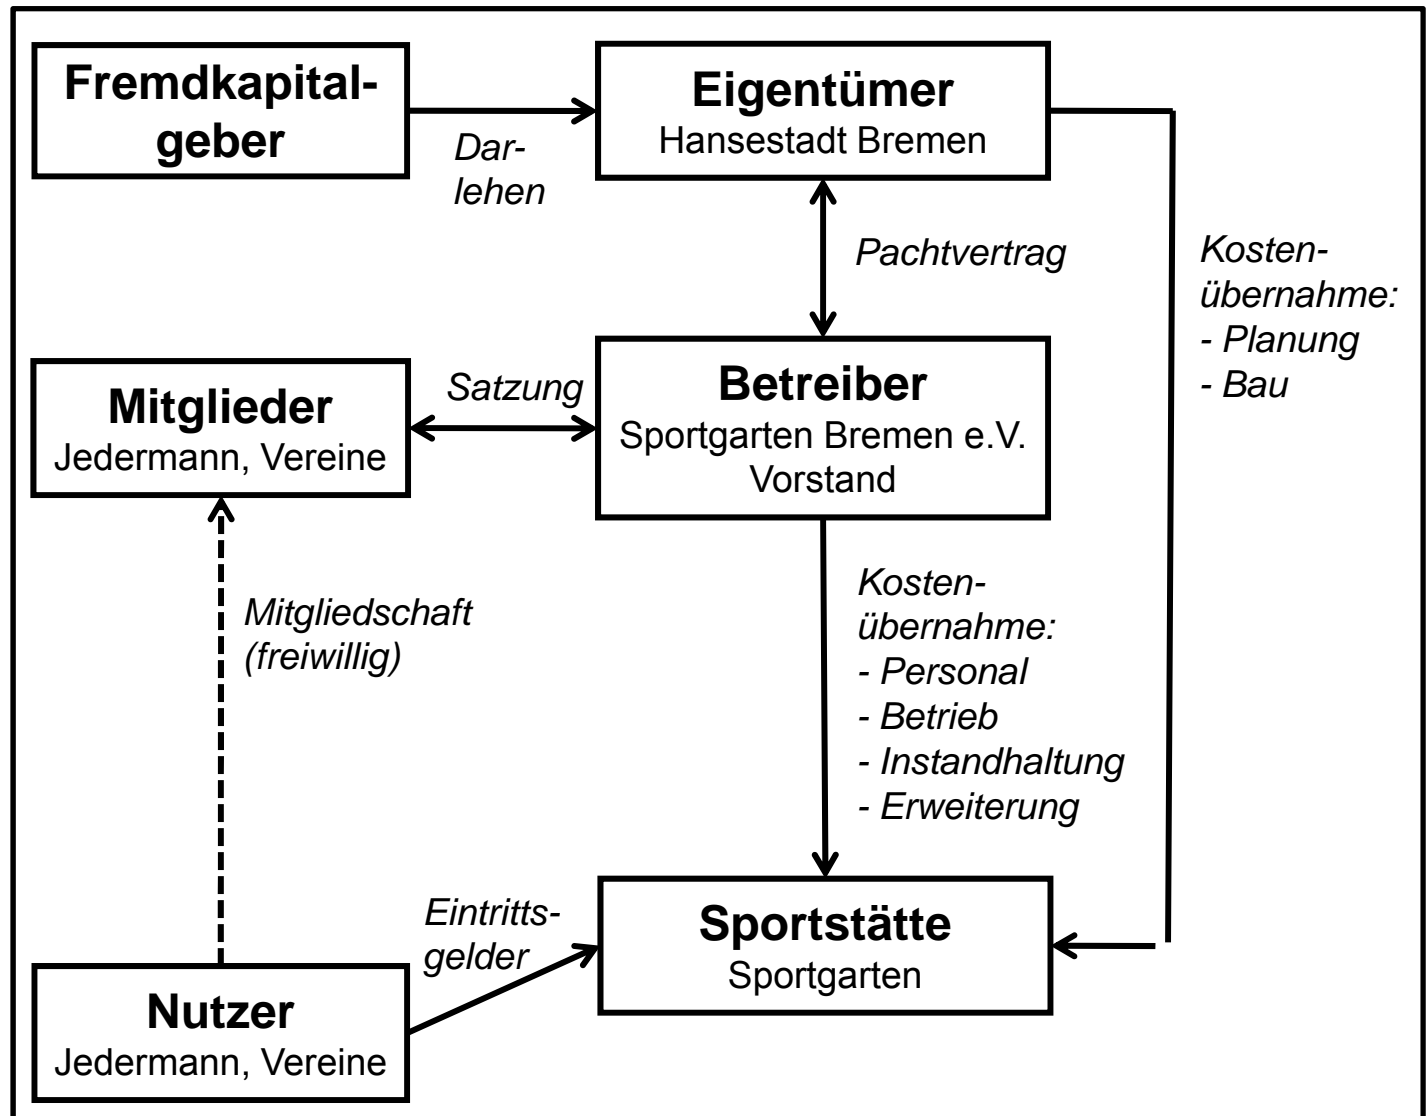 Fremdkapital-
geber
Dar-
lehen
Eigentümer
Hansestadt Bremen
Pachtvertrag
Kosten-
übernahme:
- Planung
- Bau
Mitglieder
Jedermann, Vereine
Satzung
Betreiber
Sportgarten Bremen e.V.
Vorstand
Mitgliedschaft
(freiwillig)
Kosten-
übernahme:
- Personal
- Betrieb
- Instandhaltung
- Erweiterung
Eintritts-
gelder
Sportstätte
Sportgarten
Nutzer
Jedermann, Vereine